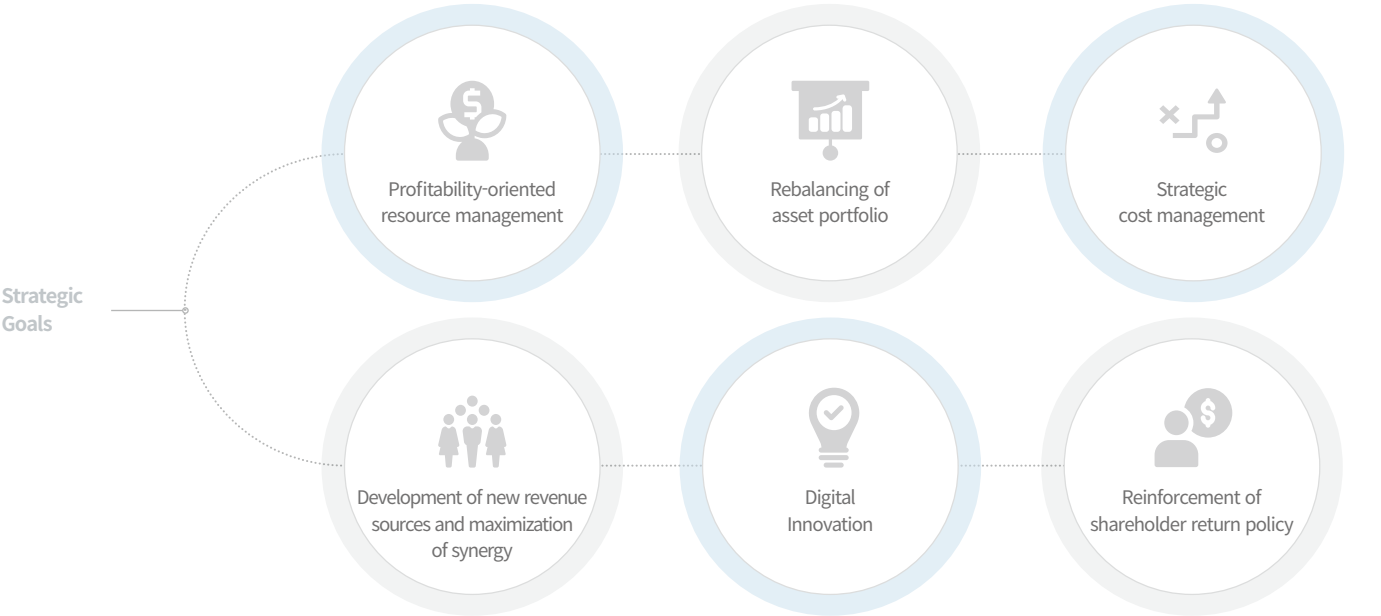 Strategic
Goals
Profitability-oriented
resource management
Rebalancing of
asset portfolio
Strategic
cost management
Development of new revenue
sources and maximization
of synergy
Digital
Innovation
Reinforcement of
shareholder return policy